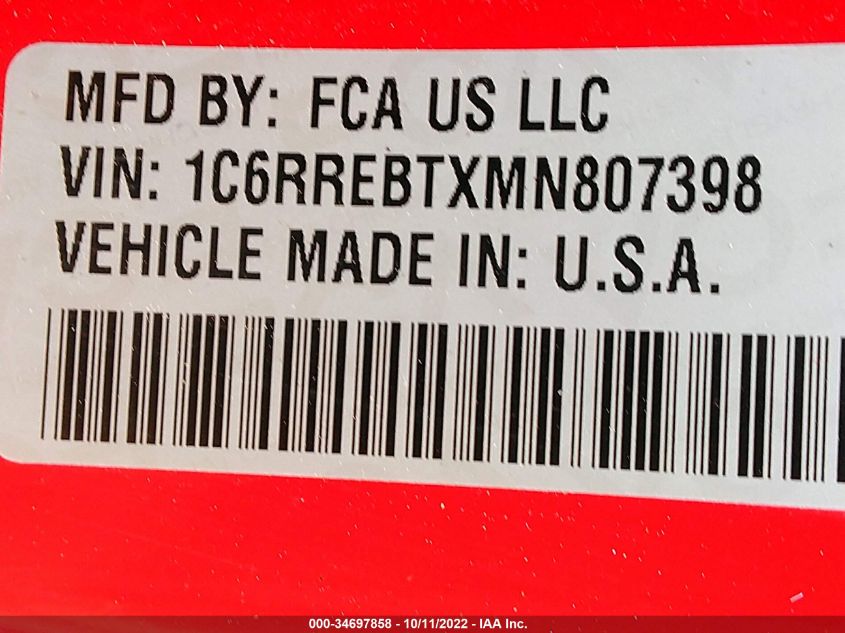 MFD BY: FCA US LLC
VIN: 1C6RREBTXMN807398
VEHICLE MADE IN: U.S.A.
000-34697858 - 10/11/2022 - IAA Inc.